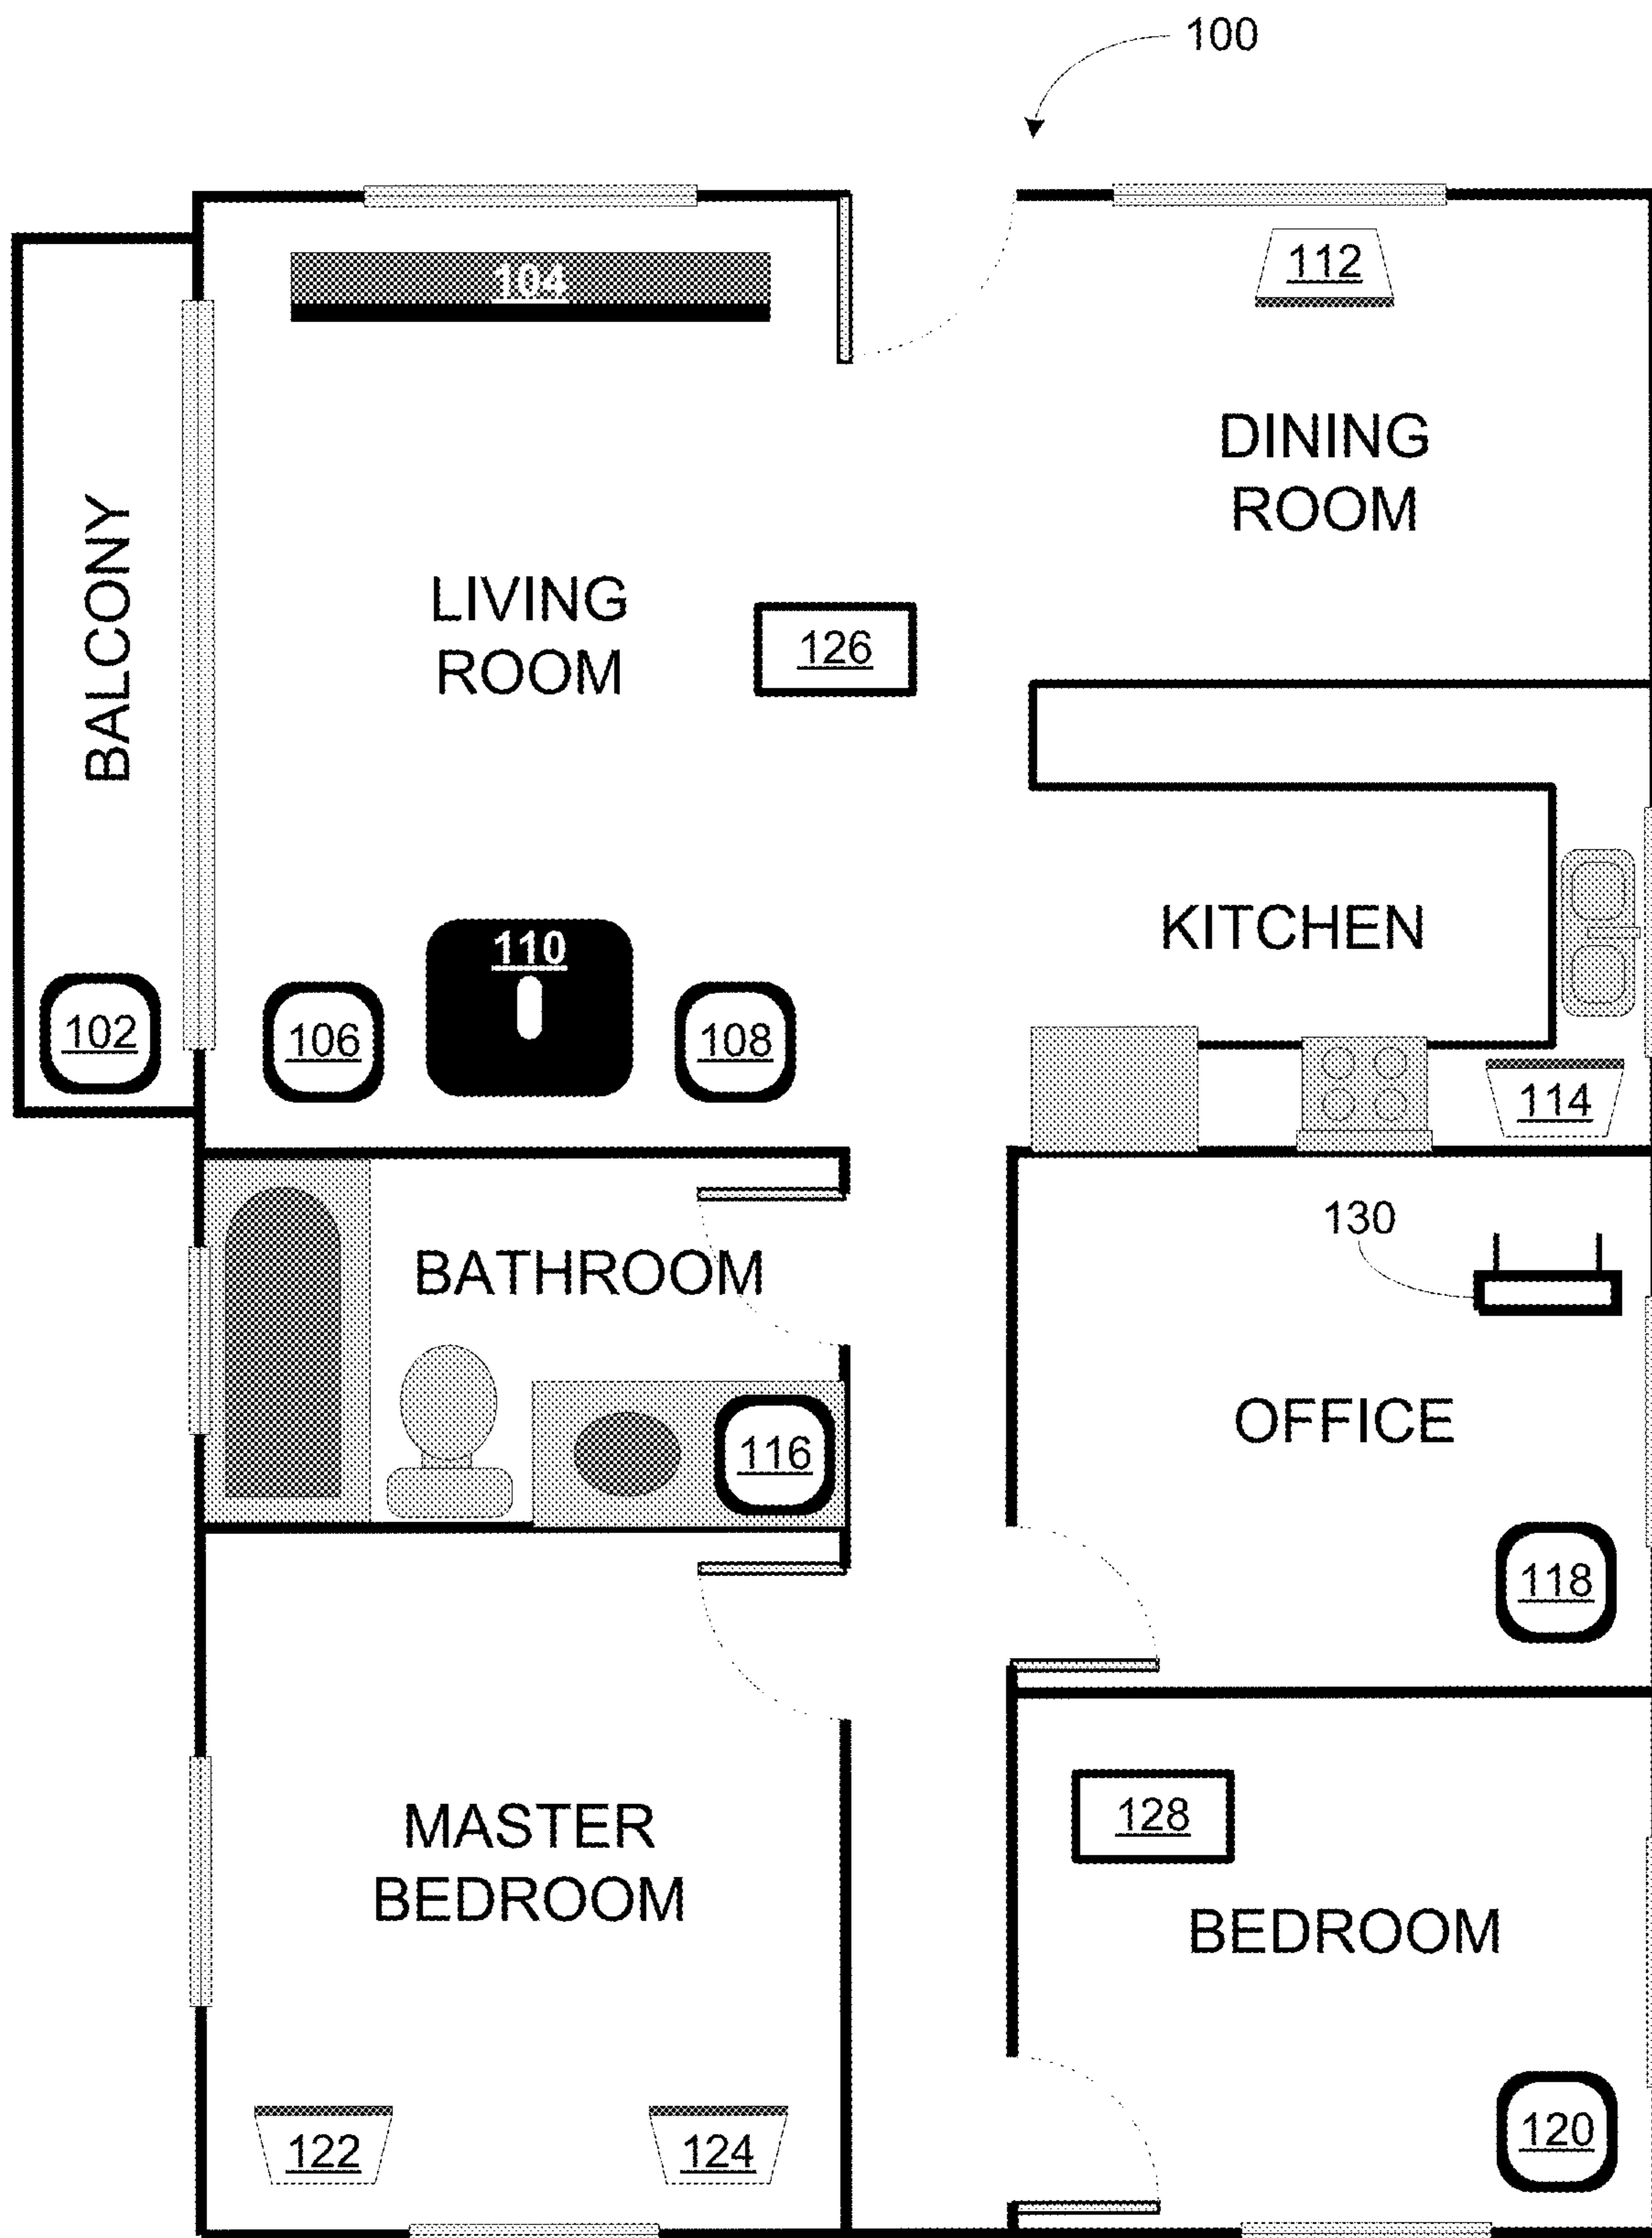 100
104
112
DINING
ROOM
BALCONY
LIVING
ROOM
126
KITCHEN
110
102
106
108
114
130
BATHROOM
OFFICE
116
118
MASTER
BEDROOM
128
BEDROOM
122
124
120